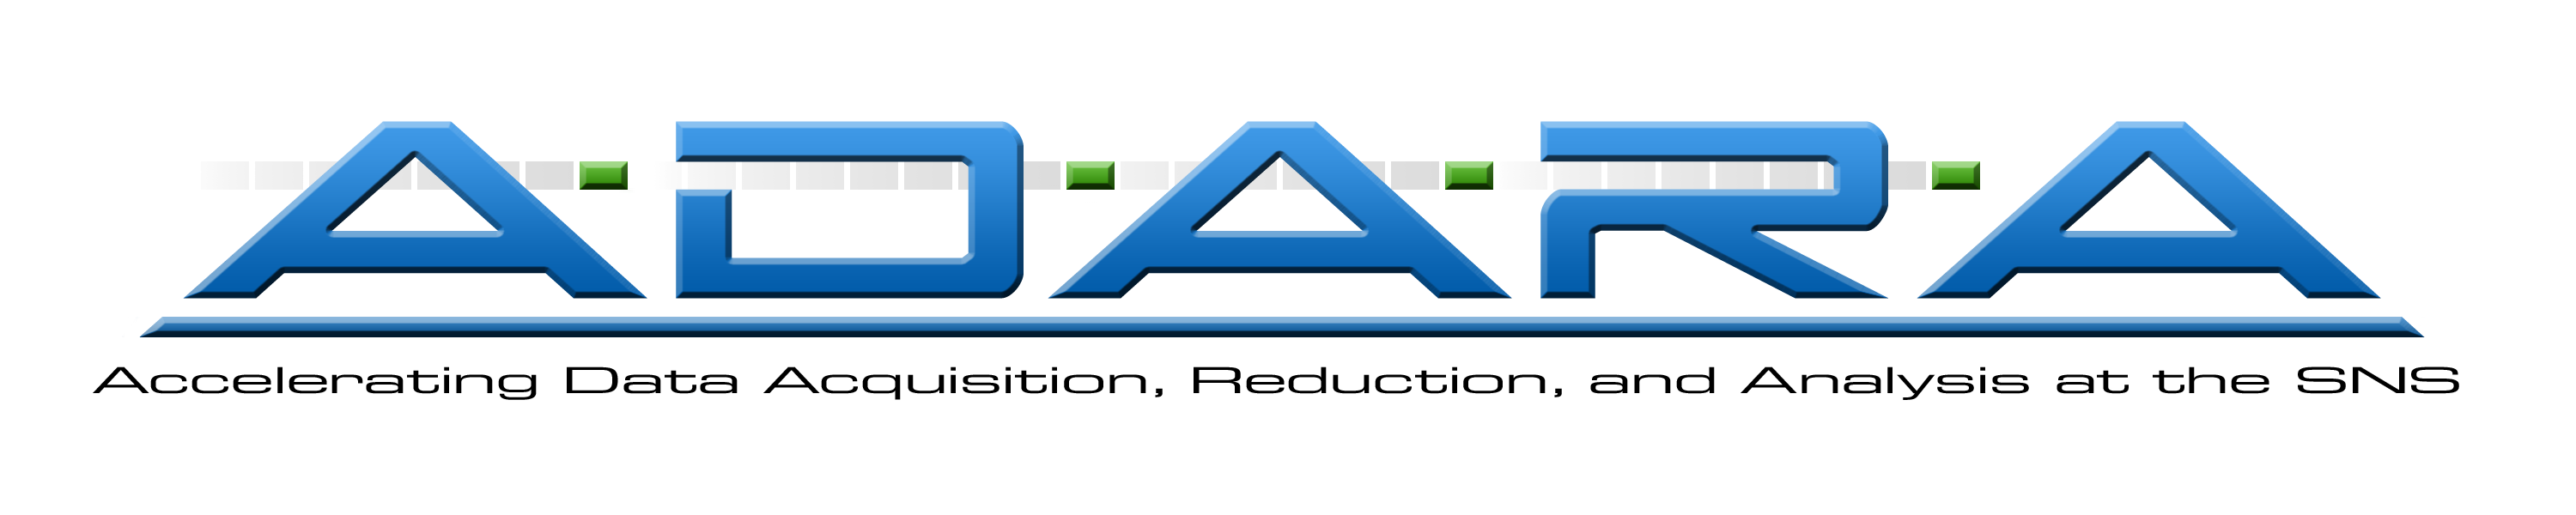 ADARA
Accelerating Data Acquisition, Reduction, and Analysis at the SNS